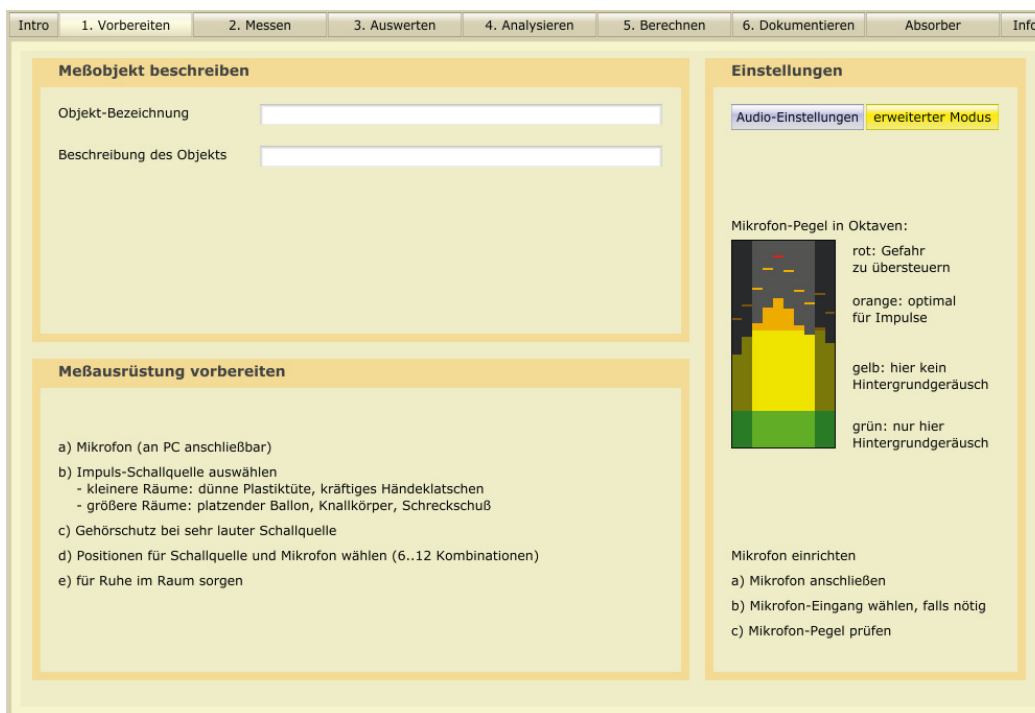 Intro
1. Vorbereiten
2. Messen
3. Auswerten
4. Analysieren
5. Berechnen
6. Dokumentieren
Absorber
Info
Meßobjekt beschreiben
Objekt-Bezeichnung
Beschreibung des Objekts
Meßausrüstung vorbereiten
a) Mikrofon (an PC anschließbar)
b) Impuls-Schallquelle auswählen
- kleinere Räume: dünne Plastiktüte, kräftiges Händeklatschen
- größere Räume: platzender Ballon, Knallkörper, Schreckschuß
c) Gehörschutz bei sehr lauter Schallquelle
d) Positionen für Schallquelle und Mikrofon wählen (6..12 Kombinationen)
e) für Ruhe im Raum sorgen
Einstellungen
Audio-Einstellungen
erweiterter Modus
Mikrofon-Pegel in Oktaven:
rot: Gefahr
zu übersteuern
orange: optimal
für Impulse
gelb: hier kein
Hintergrundgeräusch
grün: nur hier
Hintergrundgeräusch
Mikrofon einrichten
a) Mikrofon anschließen
b) Mikrofon-Eingang wählen, falls nötig
c) Mikrofon-Pegel prüfen